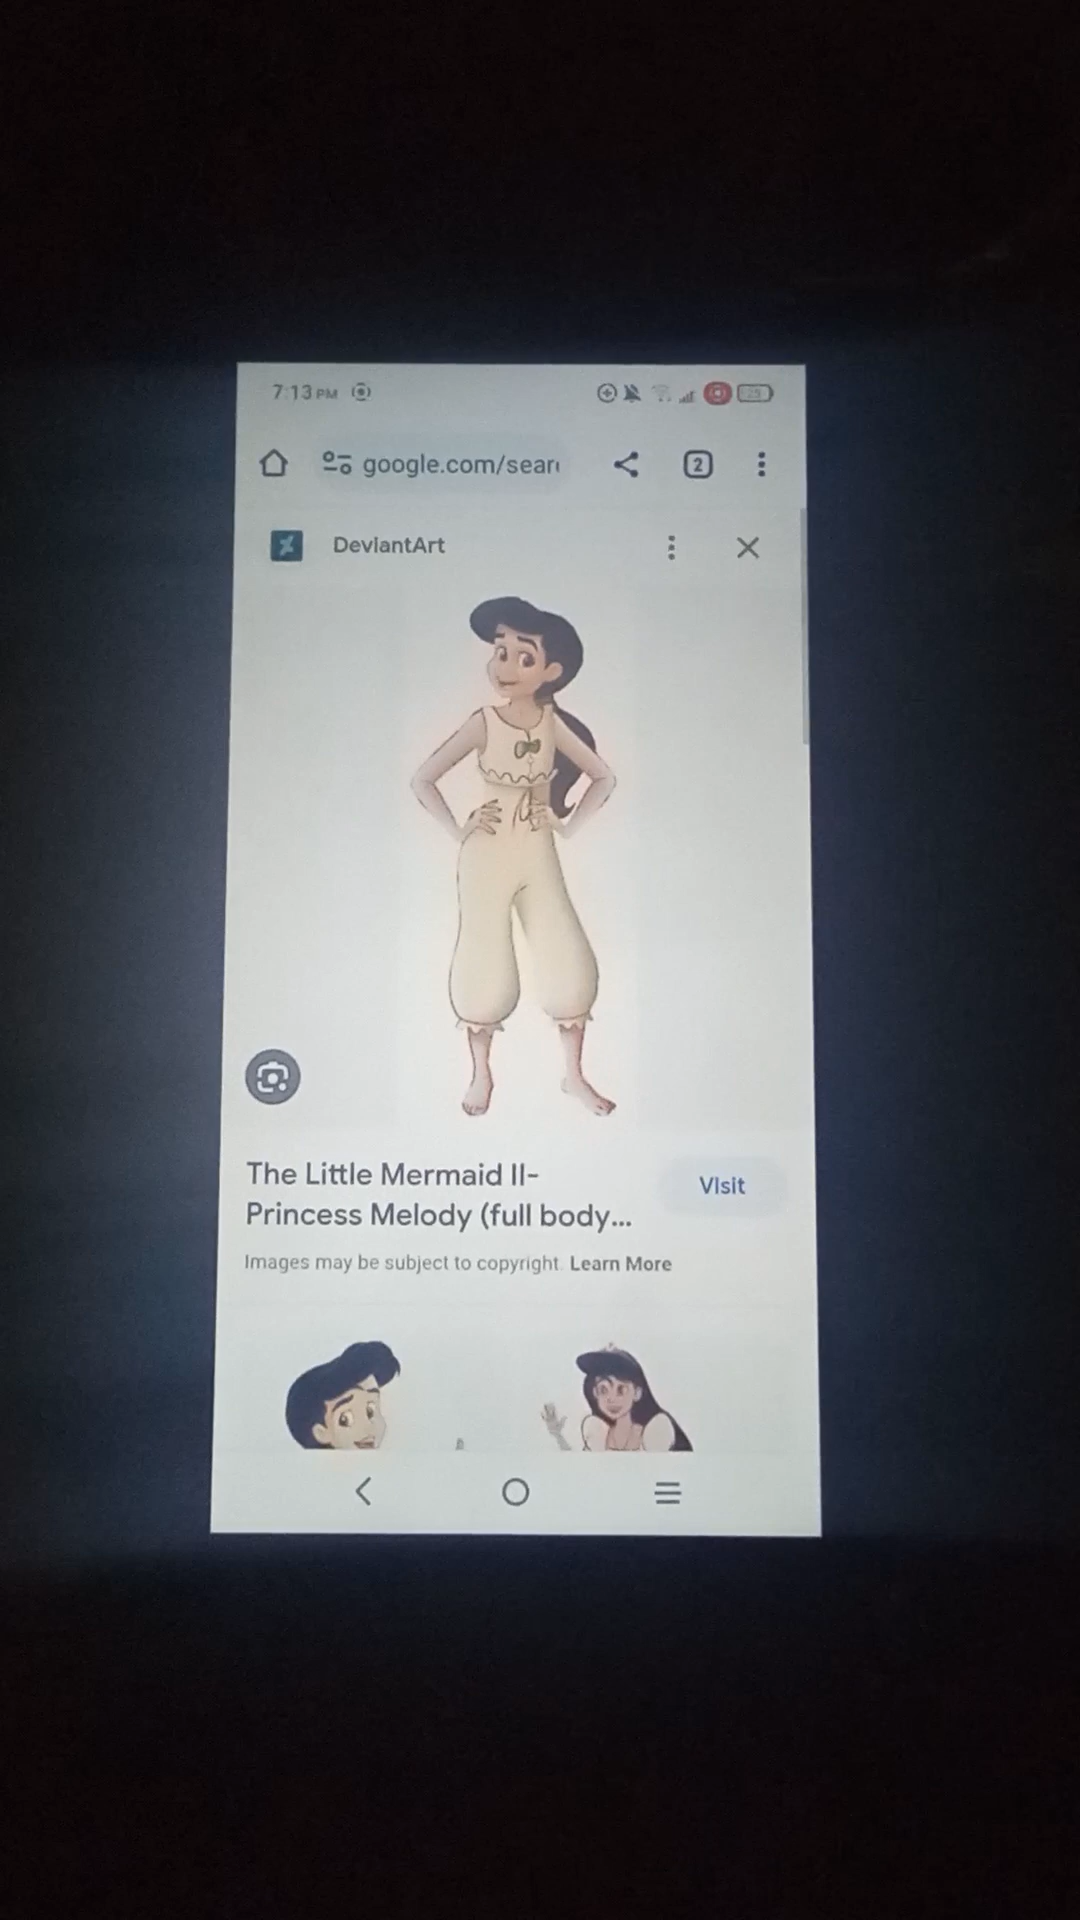 7:13 PM
google.com/sear
2
DeviantArt
The Little Mermaid II-
Princess Melody (full body...
Visit
Images may be subject to copyright. Learn More